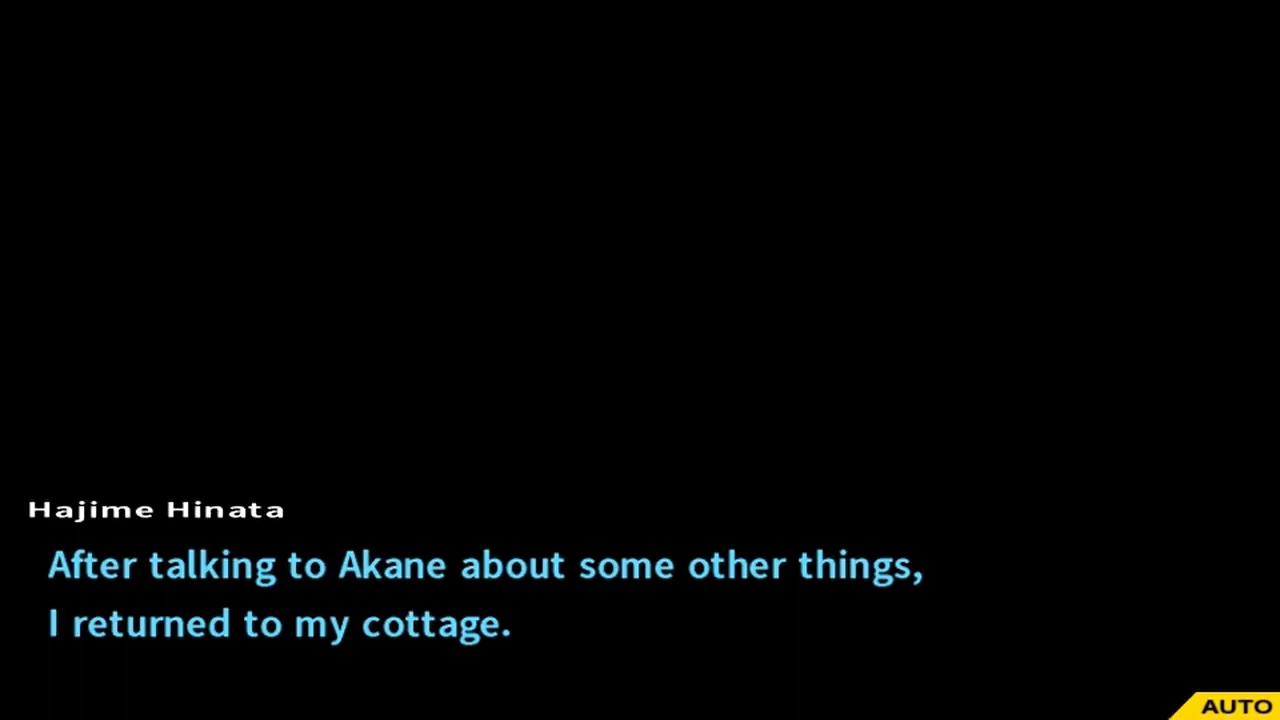 Hajime Hinata
After talking to Akane about some other things,
I returned to my cottage.
AUTO